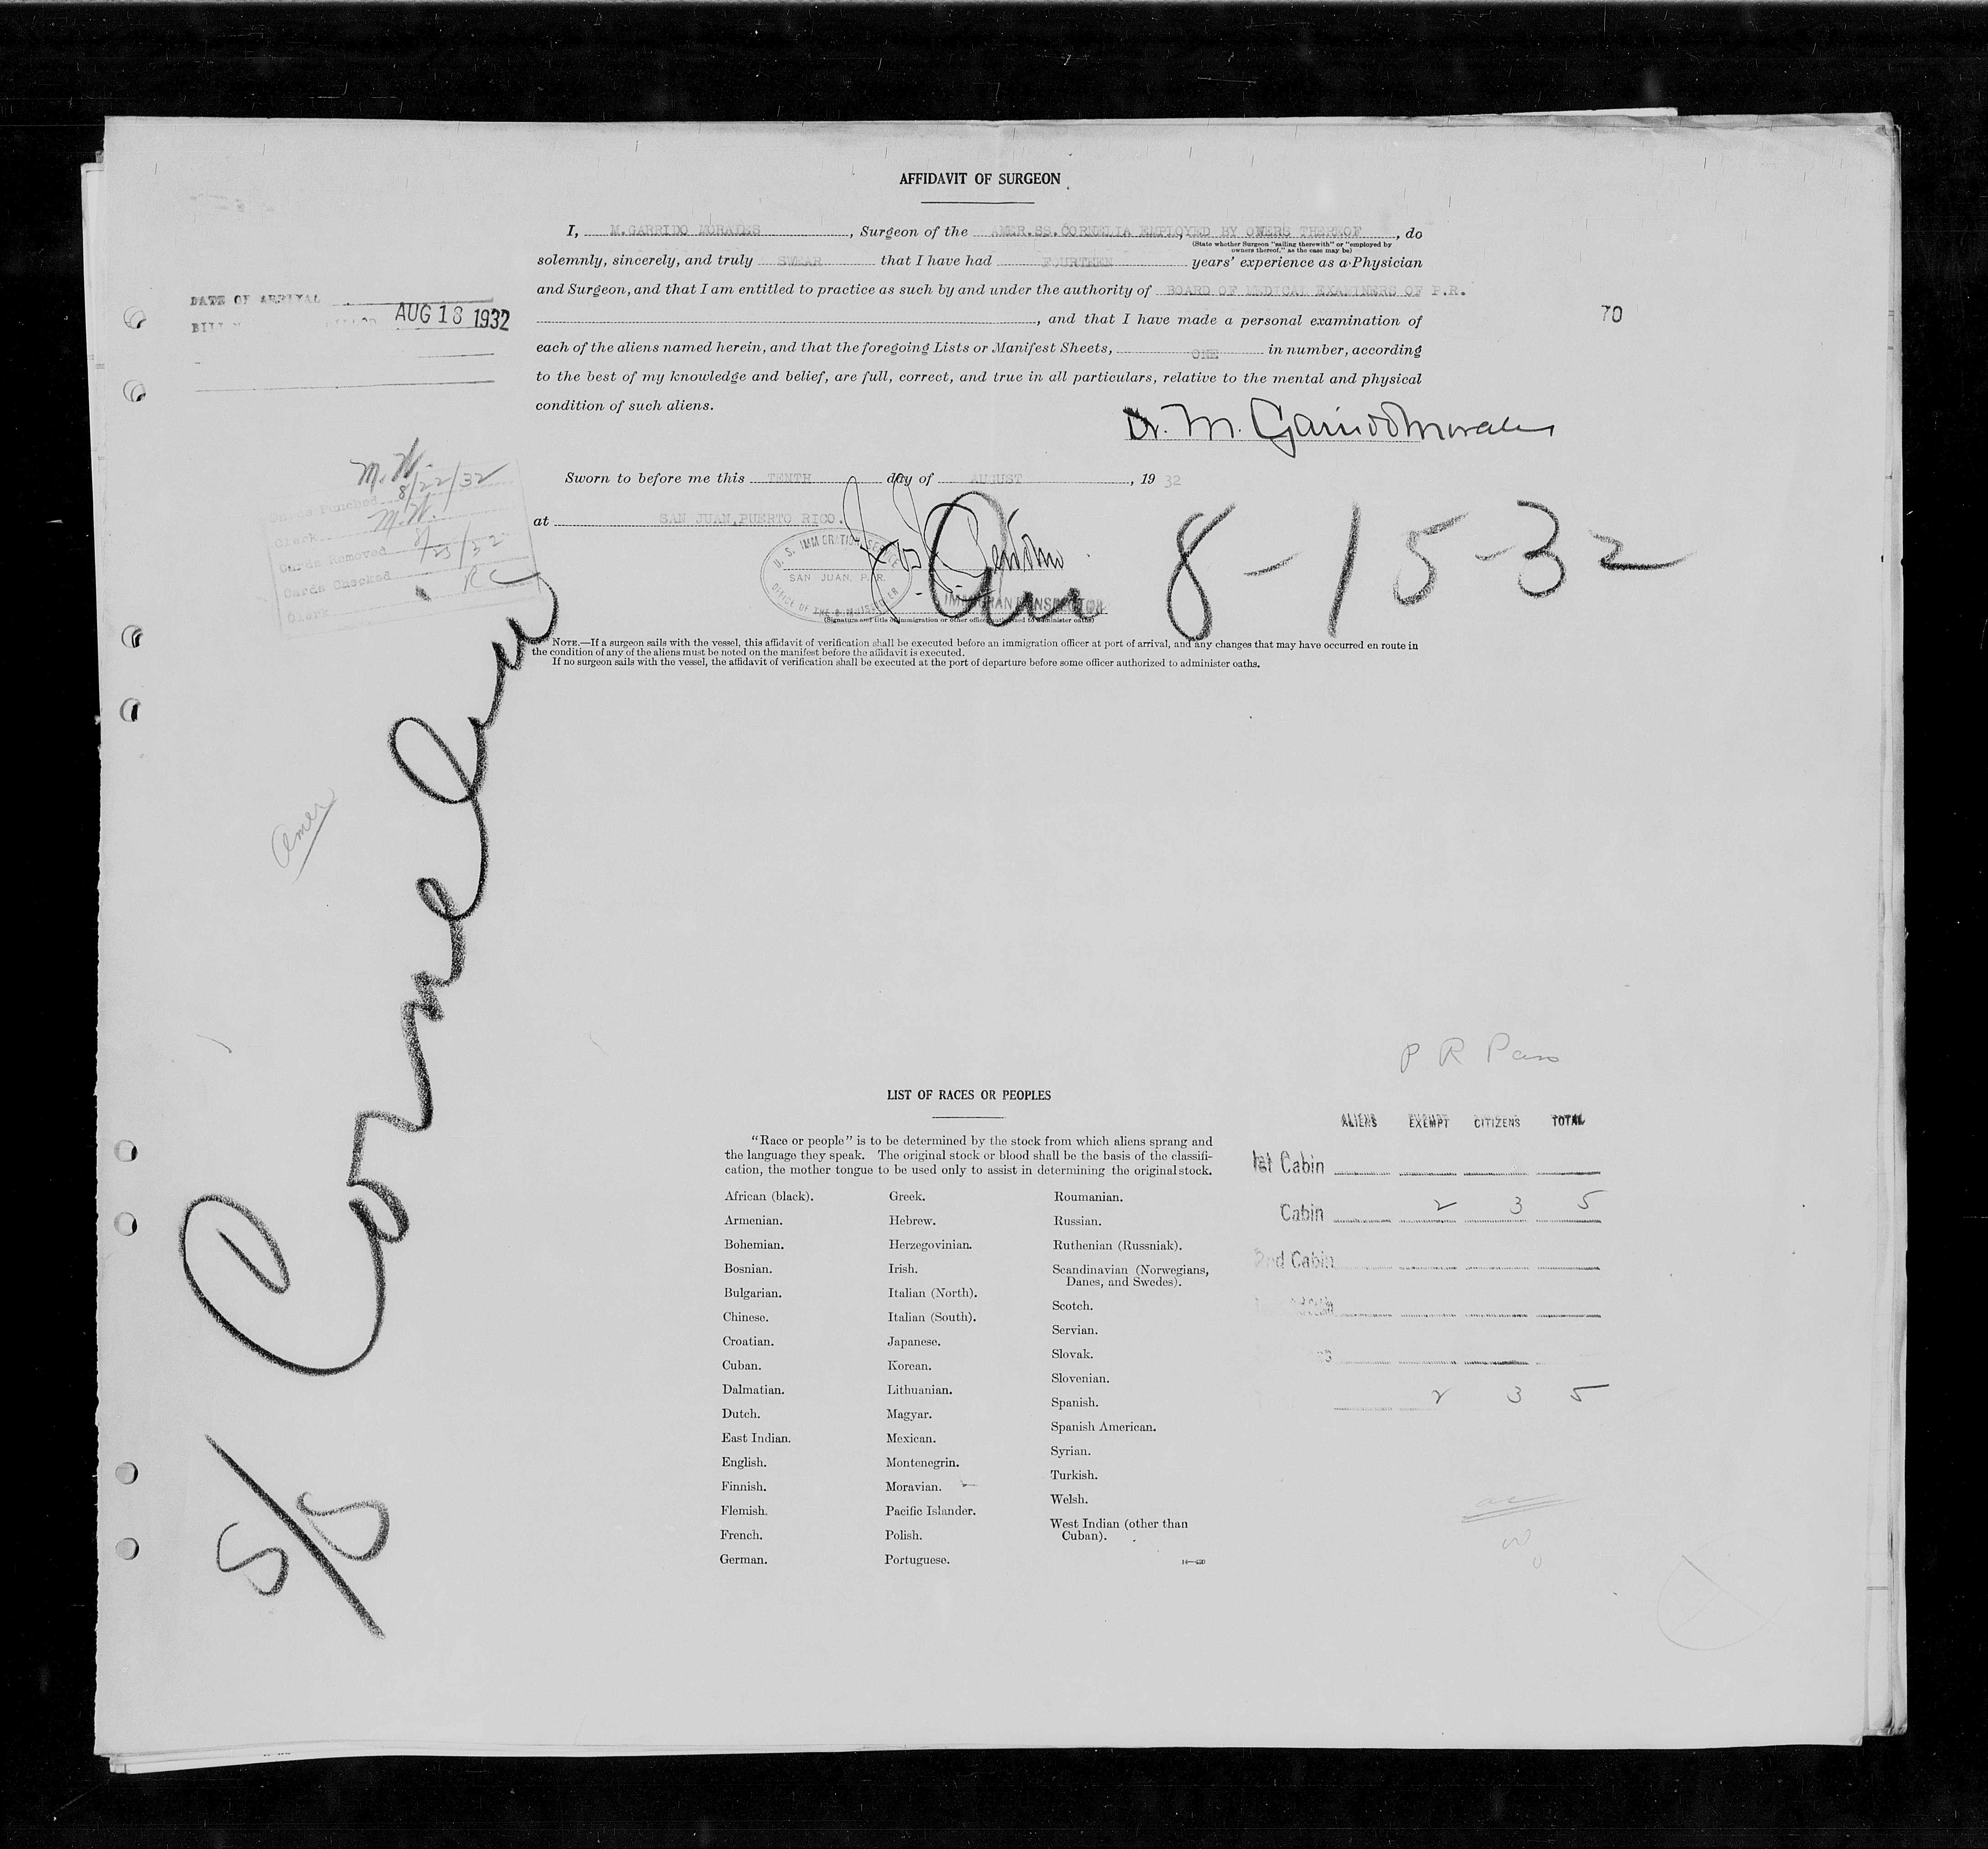 AFFIDAVIT OF SURGEON
I, M.GARRIDO MORALES, Surgeon of the AMER.SS.CORNELIA EMPLOYED BY OWERS THEREOF, do
(State whether Surgeon "sailing therewith" or "employed by
owners thereof," as the case may be)
solemnly, sincerely, and truly SWEAR that I have had FOURTEEN years' experience as a Physician
and Surgeon, and that I am entitled to practice as such by and under the authority of BOARD OF MEDICAL EXAMINERS OF P.R.
, and that I have made a personal examination of
each of the aliens named herein, and that the foregoing Lists or Manifest Sheets, ONE in number, according
to the best of my knowledge and belief, are full, correct, and true in all particulars, relative to the mental and physical
condition of such aliens.
DATE OF ARRIVAL
AUG 18 1932
70
Dr. M. Garrido Morales
Sworn to before me this TENTH day of AUGUST, 1932
at SAN JUAN, PUERTO RICO.
U. S. IMMIGRATION SERVICE
SAN JUAN, P. R.
OFFICE OF THE COMMISSIONER
IMMIGRANT INSPECTOR
(Signature and title of immigration or other officer authorized to administer oaths)
Arr 8-15-32
M.K.
Cards Punched 8/22/32
Clerk M.K.
Cards Removed
Cards Checked
Clerk RC
NOTE.—If a surgeon sails with the vessel, this affidavit of verification shall be executed before an immigration officer at port of arrival, and any changes that may have occurred en route in
the condition of any of the aliens must be noted on the manifest before the affidavit is executed.
If no surgeon sails with the vessel, the affidavit of verification shall be executed at the port of departure before some officer authorized to administer oaths.
Amer
S/S Cornelia
P R Pass
LIST OF RACES OR PEOPLES
"Race or people" is to be determined by the stock from which aliens sprang and
the language they speak. The original stock or blood shall be the basis of the classifi-
cation, the mother tongue to be used only to assist in determining the original stock.
African (black).
Armenian.
Bohemian.
Bosnian.
Bulgarian.
Chinese.
Croatian.
Cuban.
Dalmatian.
Dutch.
East Indian.
English.
Finnish.
Flemish.
French.
German.
Greek.
Hebrew.
Herzegovinian.
Irish.
Italian (North).
Italian (South).
Japanese.
Korean.
Lithuanian.
Magyar.
Mexican.
Montenegrin.
Moravian.
Pacific Islander.
Polish.
Portuguese.
Roumanian.
Russian.
Ruthenian (Russniak).
Scandinavian (Norwegians,
Danes, and Swedes).
Scotch.
Servian.
Slovak.
Slovenian.
Spanish.
Spanish American.
Syrian.
Turkish.
Welsh.
West Indian (other than
Cuban).
14—420
ALIENS EXEMPT CITIZENS TOTAL
1st Cabin
Cabin 2 3 5
2nd Cabin
2 3 5